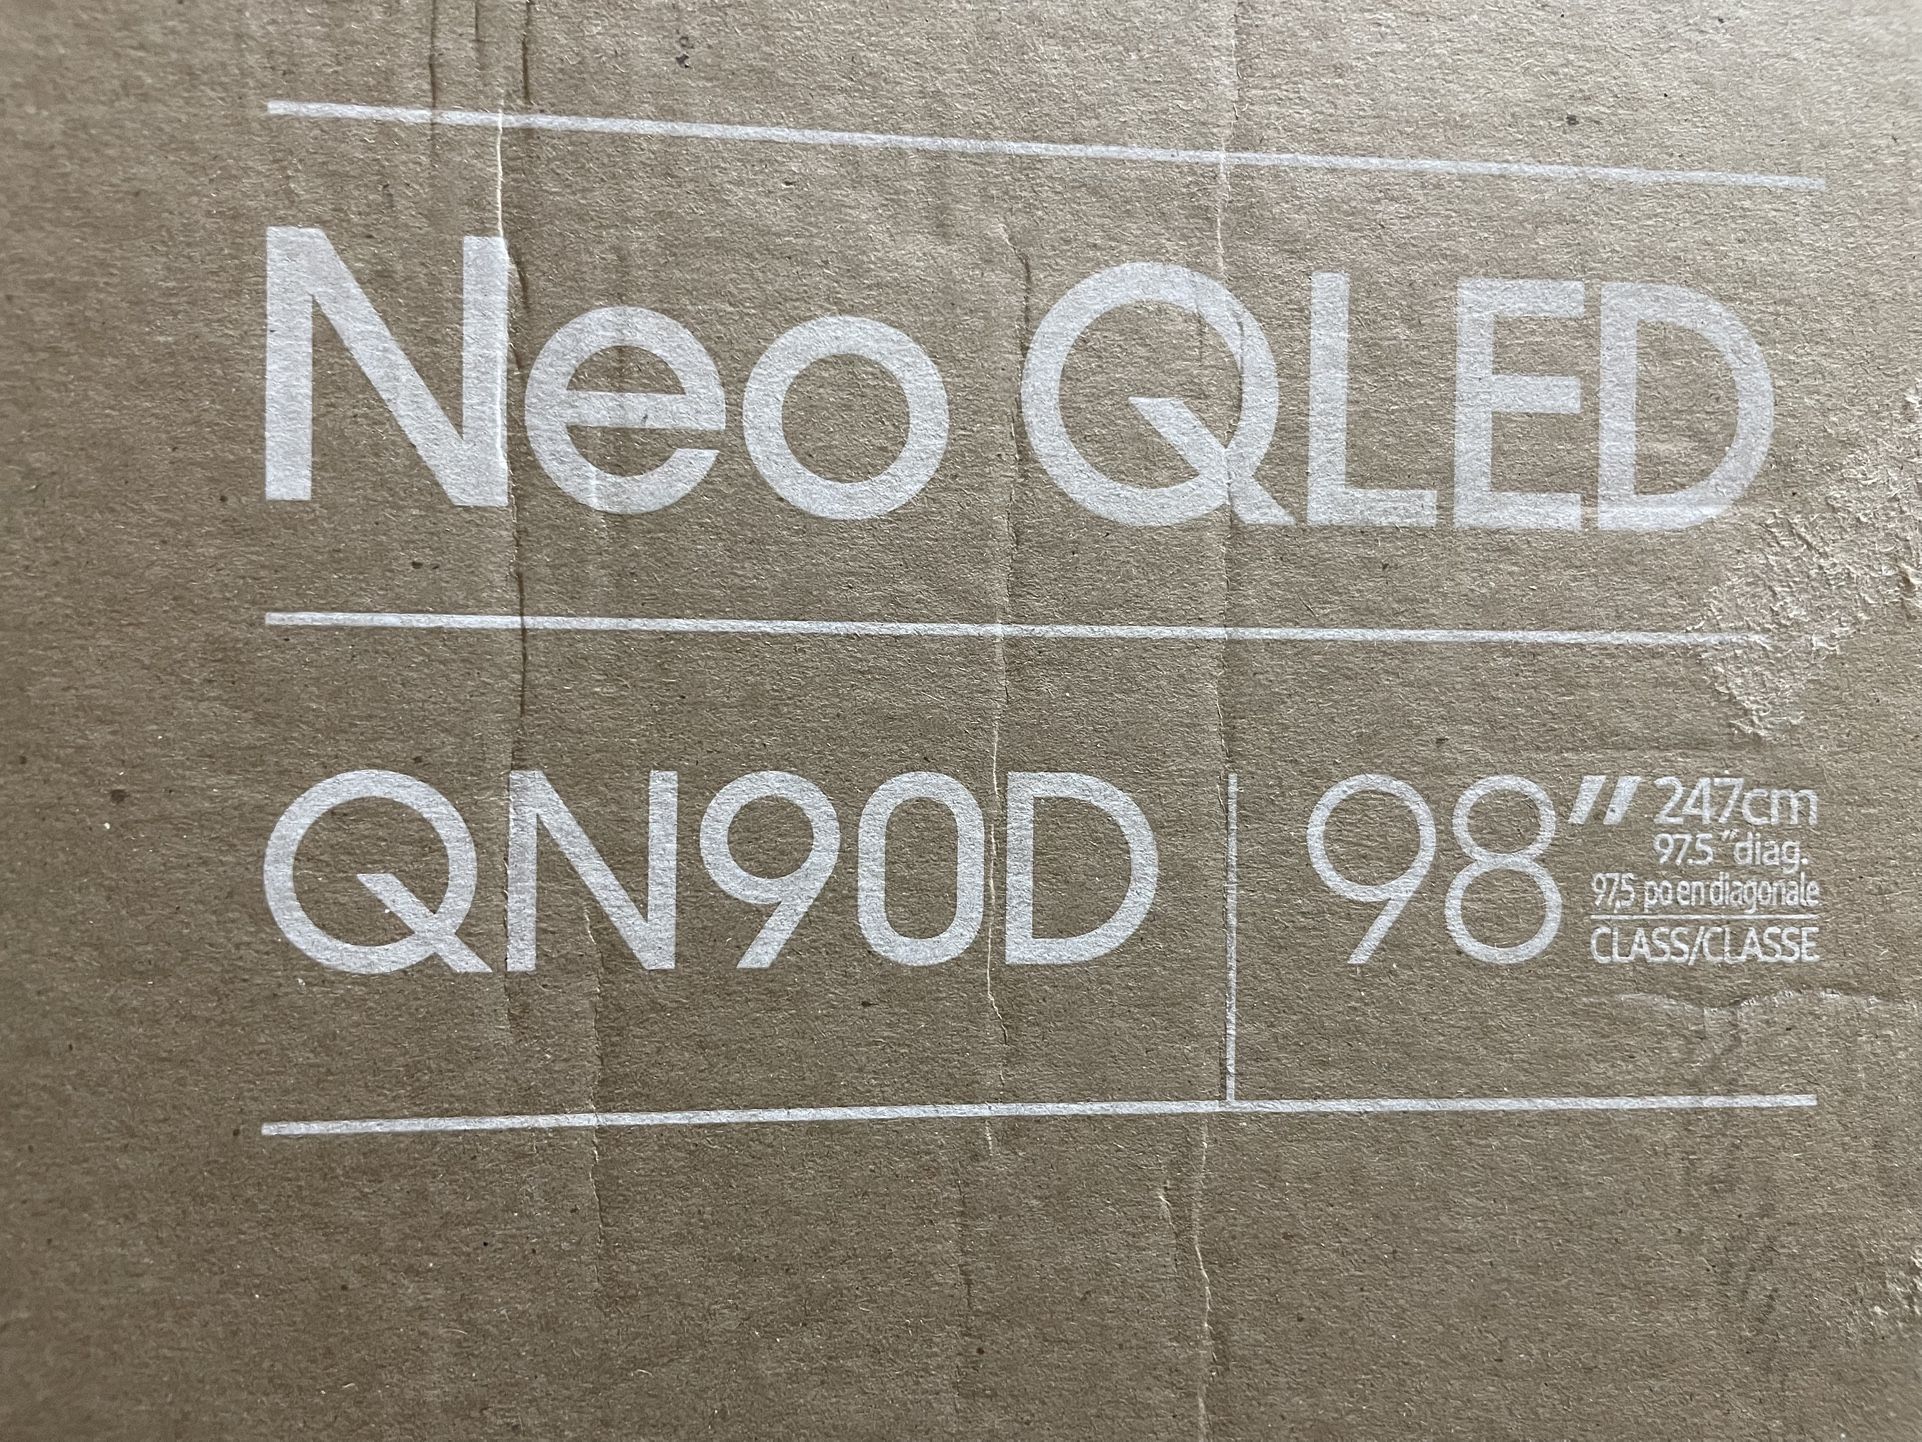 Neo QLED
QN90D | 98" 247cm
97.5" diag.
97,5 po en diagonale
CLASS/CLASSE